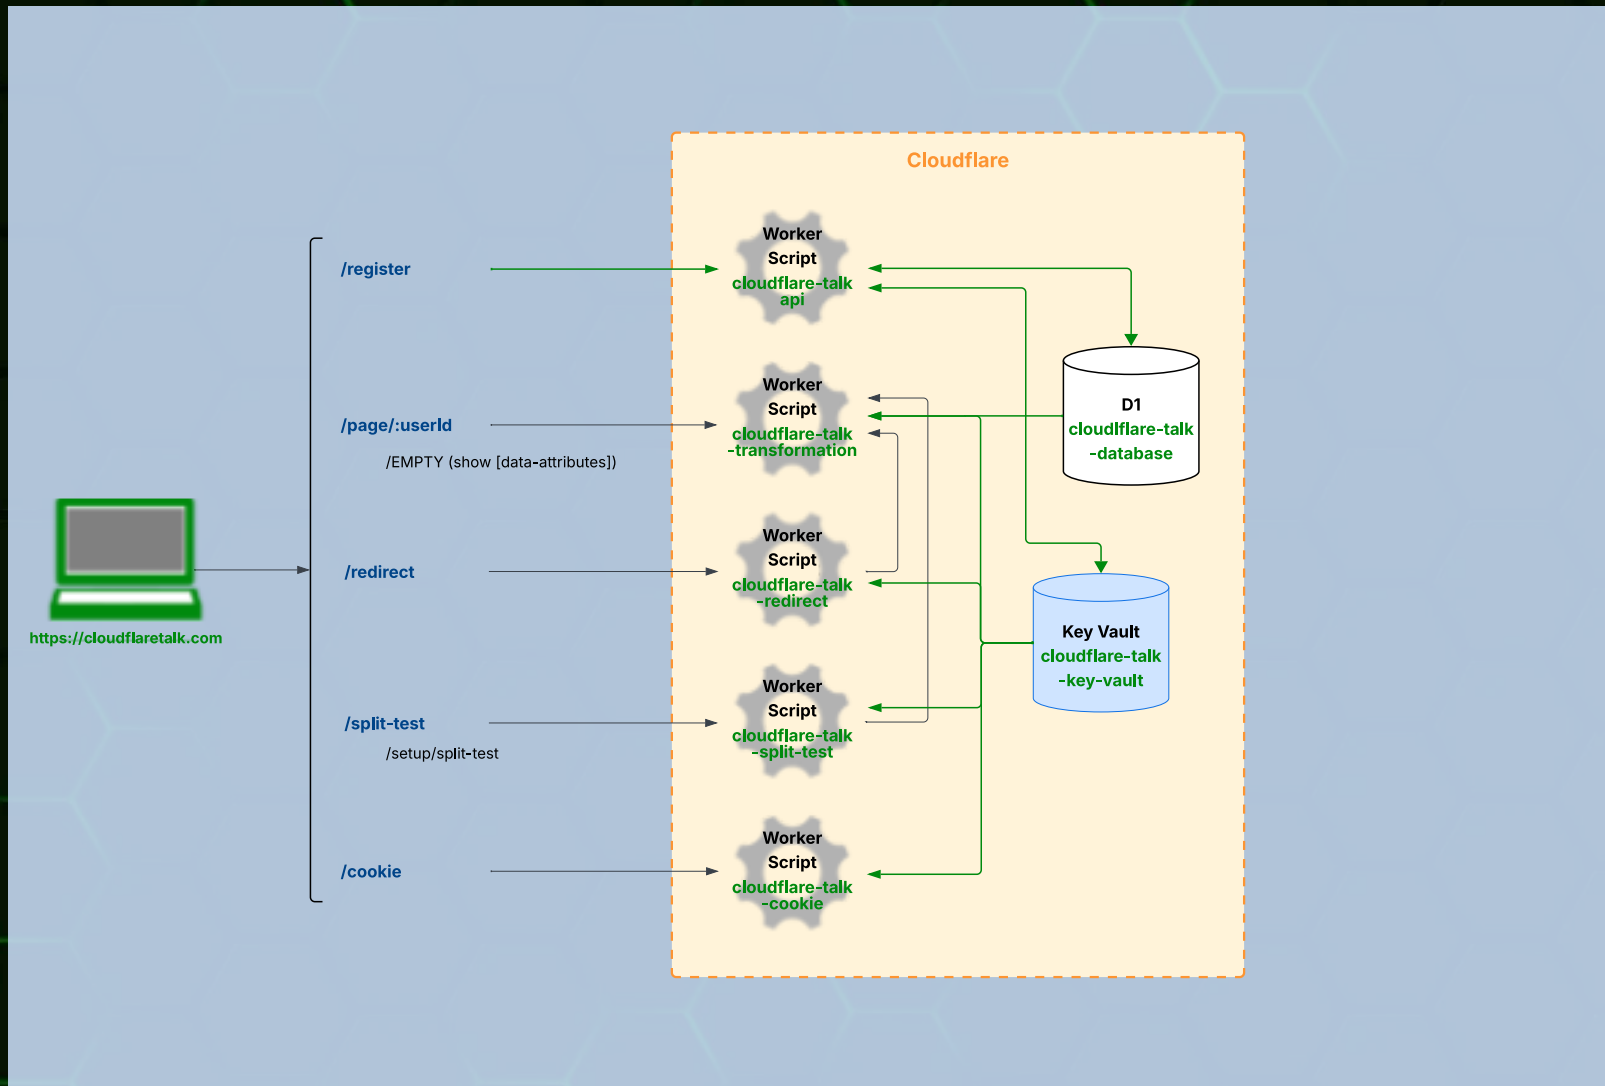 Cloudflare
Worker
Script
cloudflare-talk
api
/register
Worker
Script
cloudflare-talk
-transformation
/page/:userId
/EMPTY (show [data-attributes])
D1
cloudlflare-talk
-database
Worker
Script
cloudflare-talk
-redirect
/redirect
https://cloudflaretalk.com
Key Vault
cloudflare-talk
-key-vault
Worker
Script
cloudflare-talk
-split-test
/split-test
/setup/split-test
Worker
Script
cloudflare-talk
-cookie
/cookie